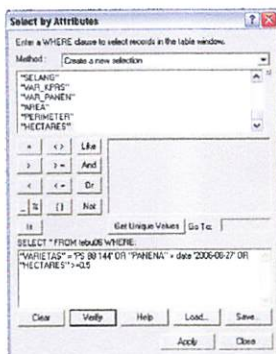 Select by Attributes
Enter a WHERE clause to select records in the table window.
Method : Create a new selection
"SELANG"
"VAR_KPRS"
"VAR_PANEN"
"AREA"
"PERIMETER"
"HECTARES"
= <> Like
> >= And
< <= Or
_ % () Not
Is
Get Unique Values Go To:
SELECT * FROM tebu06 WHERE:
"VARIETAS" = 'PS 88 144' OR "PANENA" = date '2006-06-27' OR
"HECTARES" >=0,5
Clear Verify Help Load... Save...
Apply Close